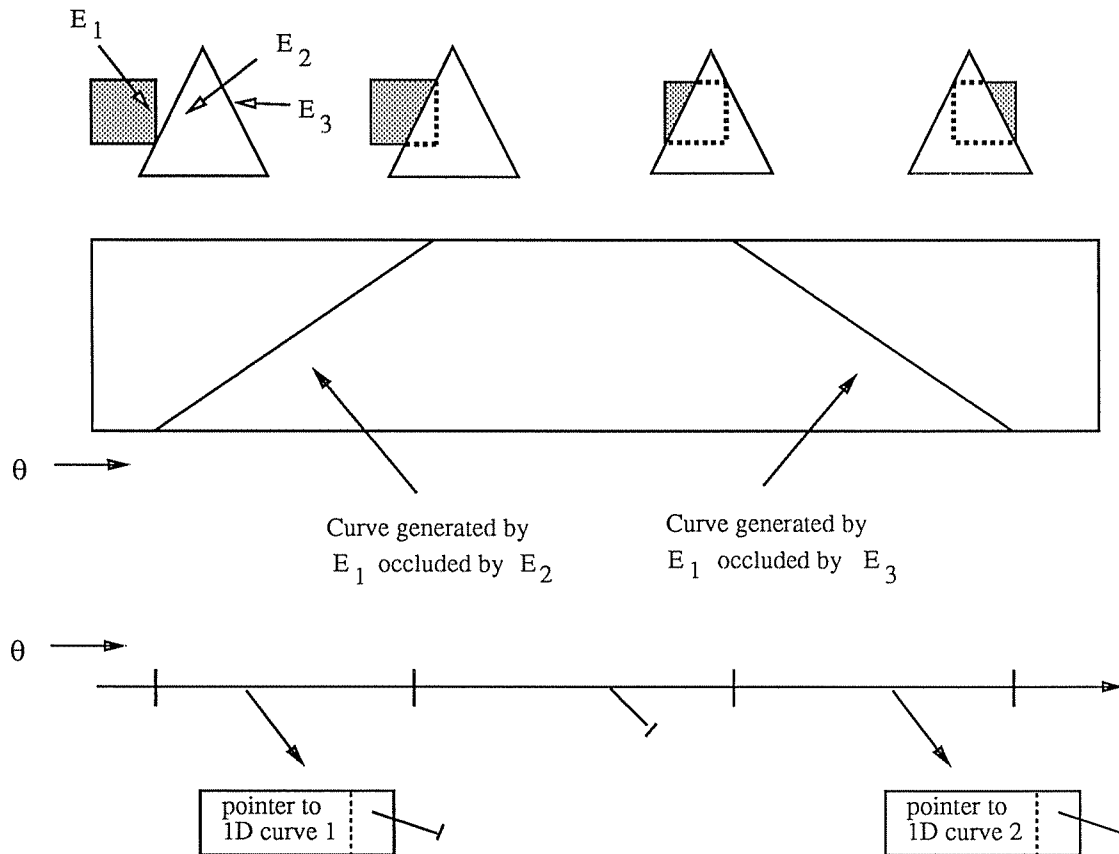 E1
E2
E3
θ
Curve generated by
E1 occluded by E2
Curve generated by
E1 occluded by E3
θ
pointer to
1D curve 1
pointer to
1D curve 2